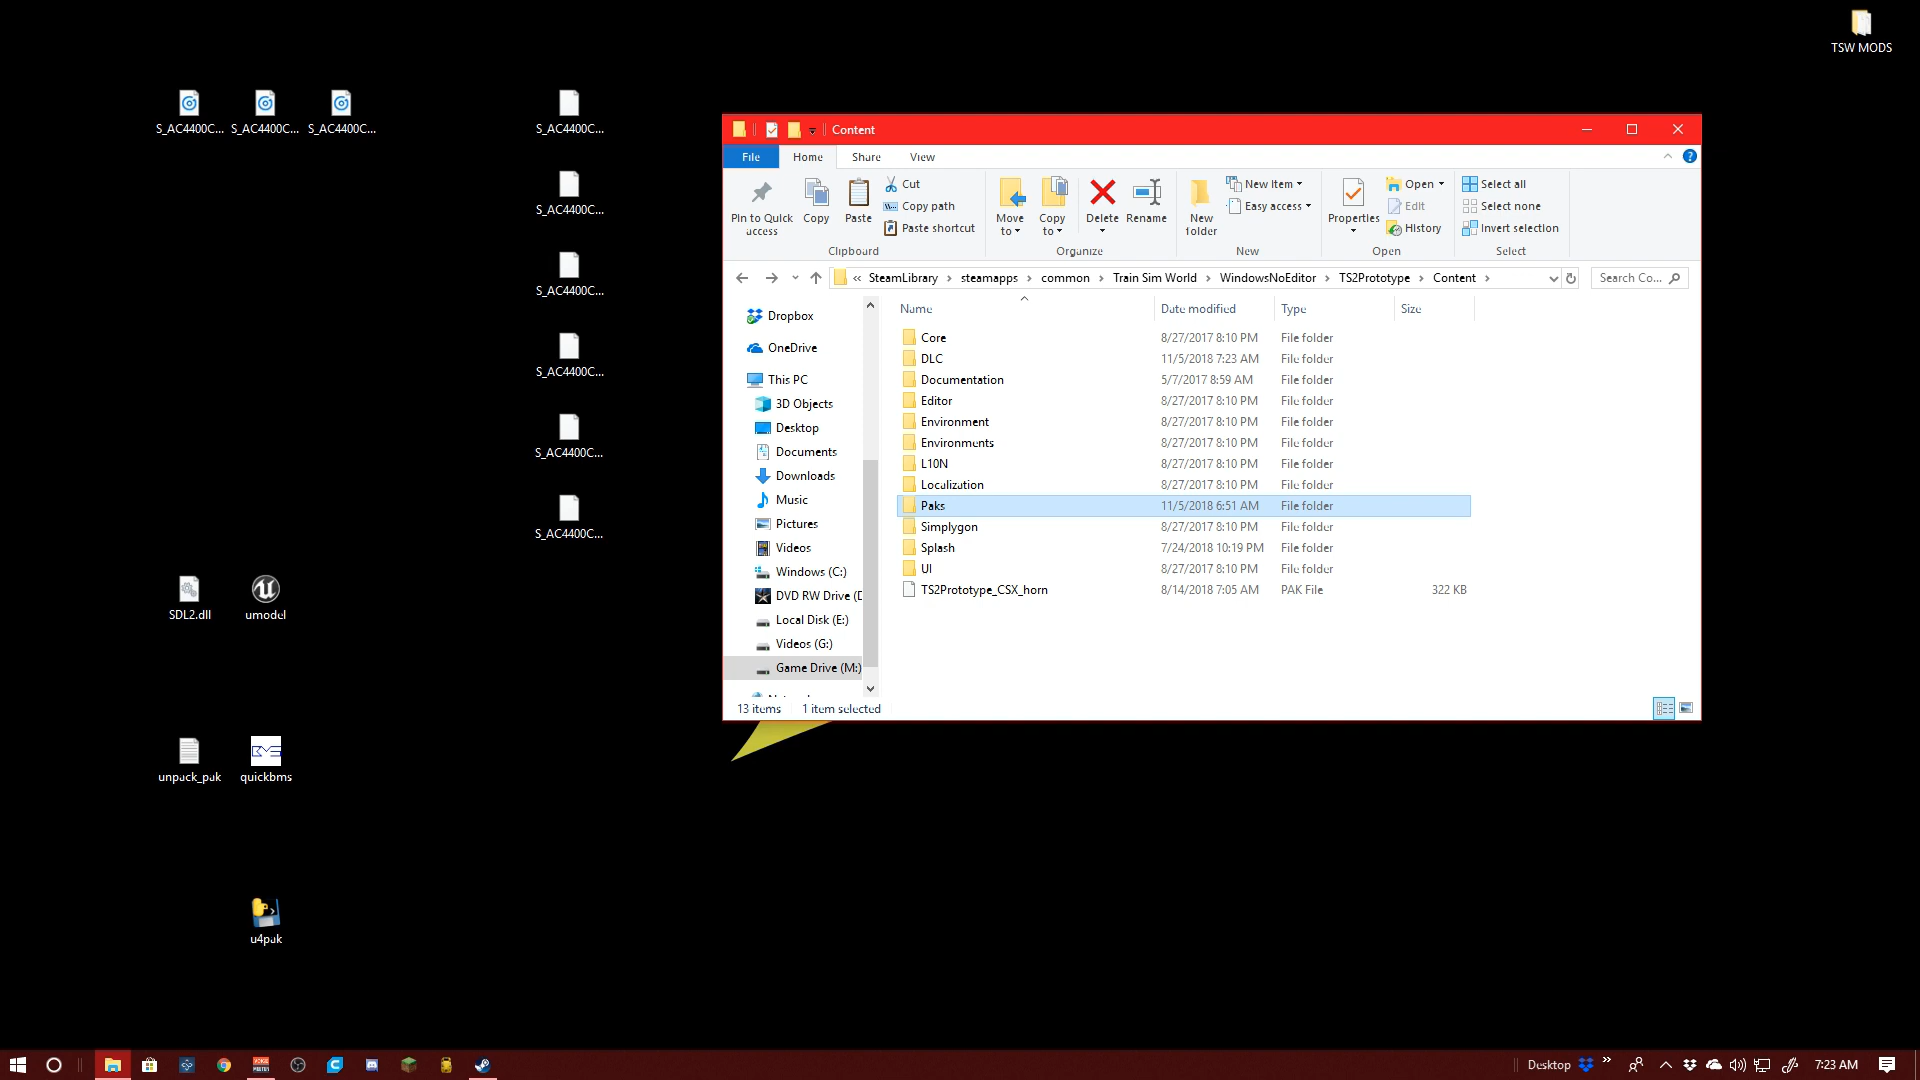 TSW MODS
S_AC4400C... S_AC4400C... S_AC4400C... S_AC4400C...
S_AC4400C...
S_AC4400C...
S_AC4400C...
S_AC4400C...
S_AC4400C...
SDL2.dll umodel
unpack_pak quickbms
u4pak
Content
File Home Share View
Pin to Quick access
Copy
Paste
Cut
Copy path
Paste shortcut
Clipboard
Move to
Copy to
Delete
Rename
Organize
New folder
New item
Easy access
New
Properties
Open
Edit
History
Open
Select all
Select none
Invert selection
Select
« SteamLibrary > steamapps > common > Train Sim World > WindowsNoEditor > TS2Prototype > Content >
Search Co...
Dropbox
OneDrive
This PC
3D Objects
Desktop
Documents
Downloads
Music
Pictures
Videos
Windows (C:)
DVD RW Drive (D
Local Disk (E:)
Videos (G:)
Game Drive (M:)
Name Date modified Type Size
Core 8/27/2017 8:10 PM File folder
DLC 11/5/2018 7:23 AM File folder
Documentation 5/7/2017 8:59 AM File folder
Editor 8/27/2017 8:10 PM File folder
Environment 8/27/2017 8:10 PM File folder
Environments 8/27/2017 8:10 PM File folder
L10N 8/27/2017 8:10 PM File folder
Localization 8/27/2017 8:10 PM File folder
Paks 11/5/2018 6:51 AM File folder
Simplygon 8/27/2017 8:10 PM File folder
Splash 7/24/2018 10:19 PM File folder
UI 8/27/2017 8:10 PM File folder
TS2Prototype_CSX_horn 8/14/2018 7:05 AM PAK File 322 KB
13 items 1 item selected
Desktop
7:23 AM